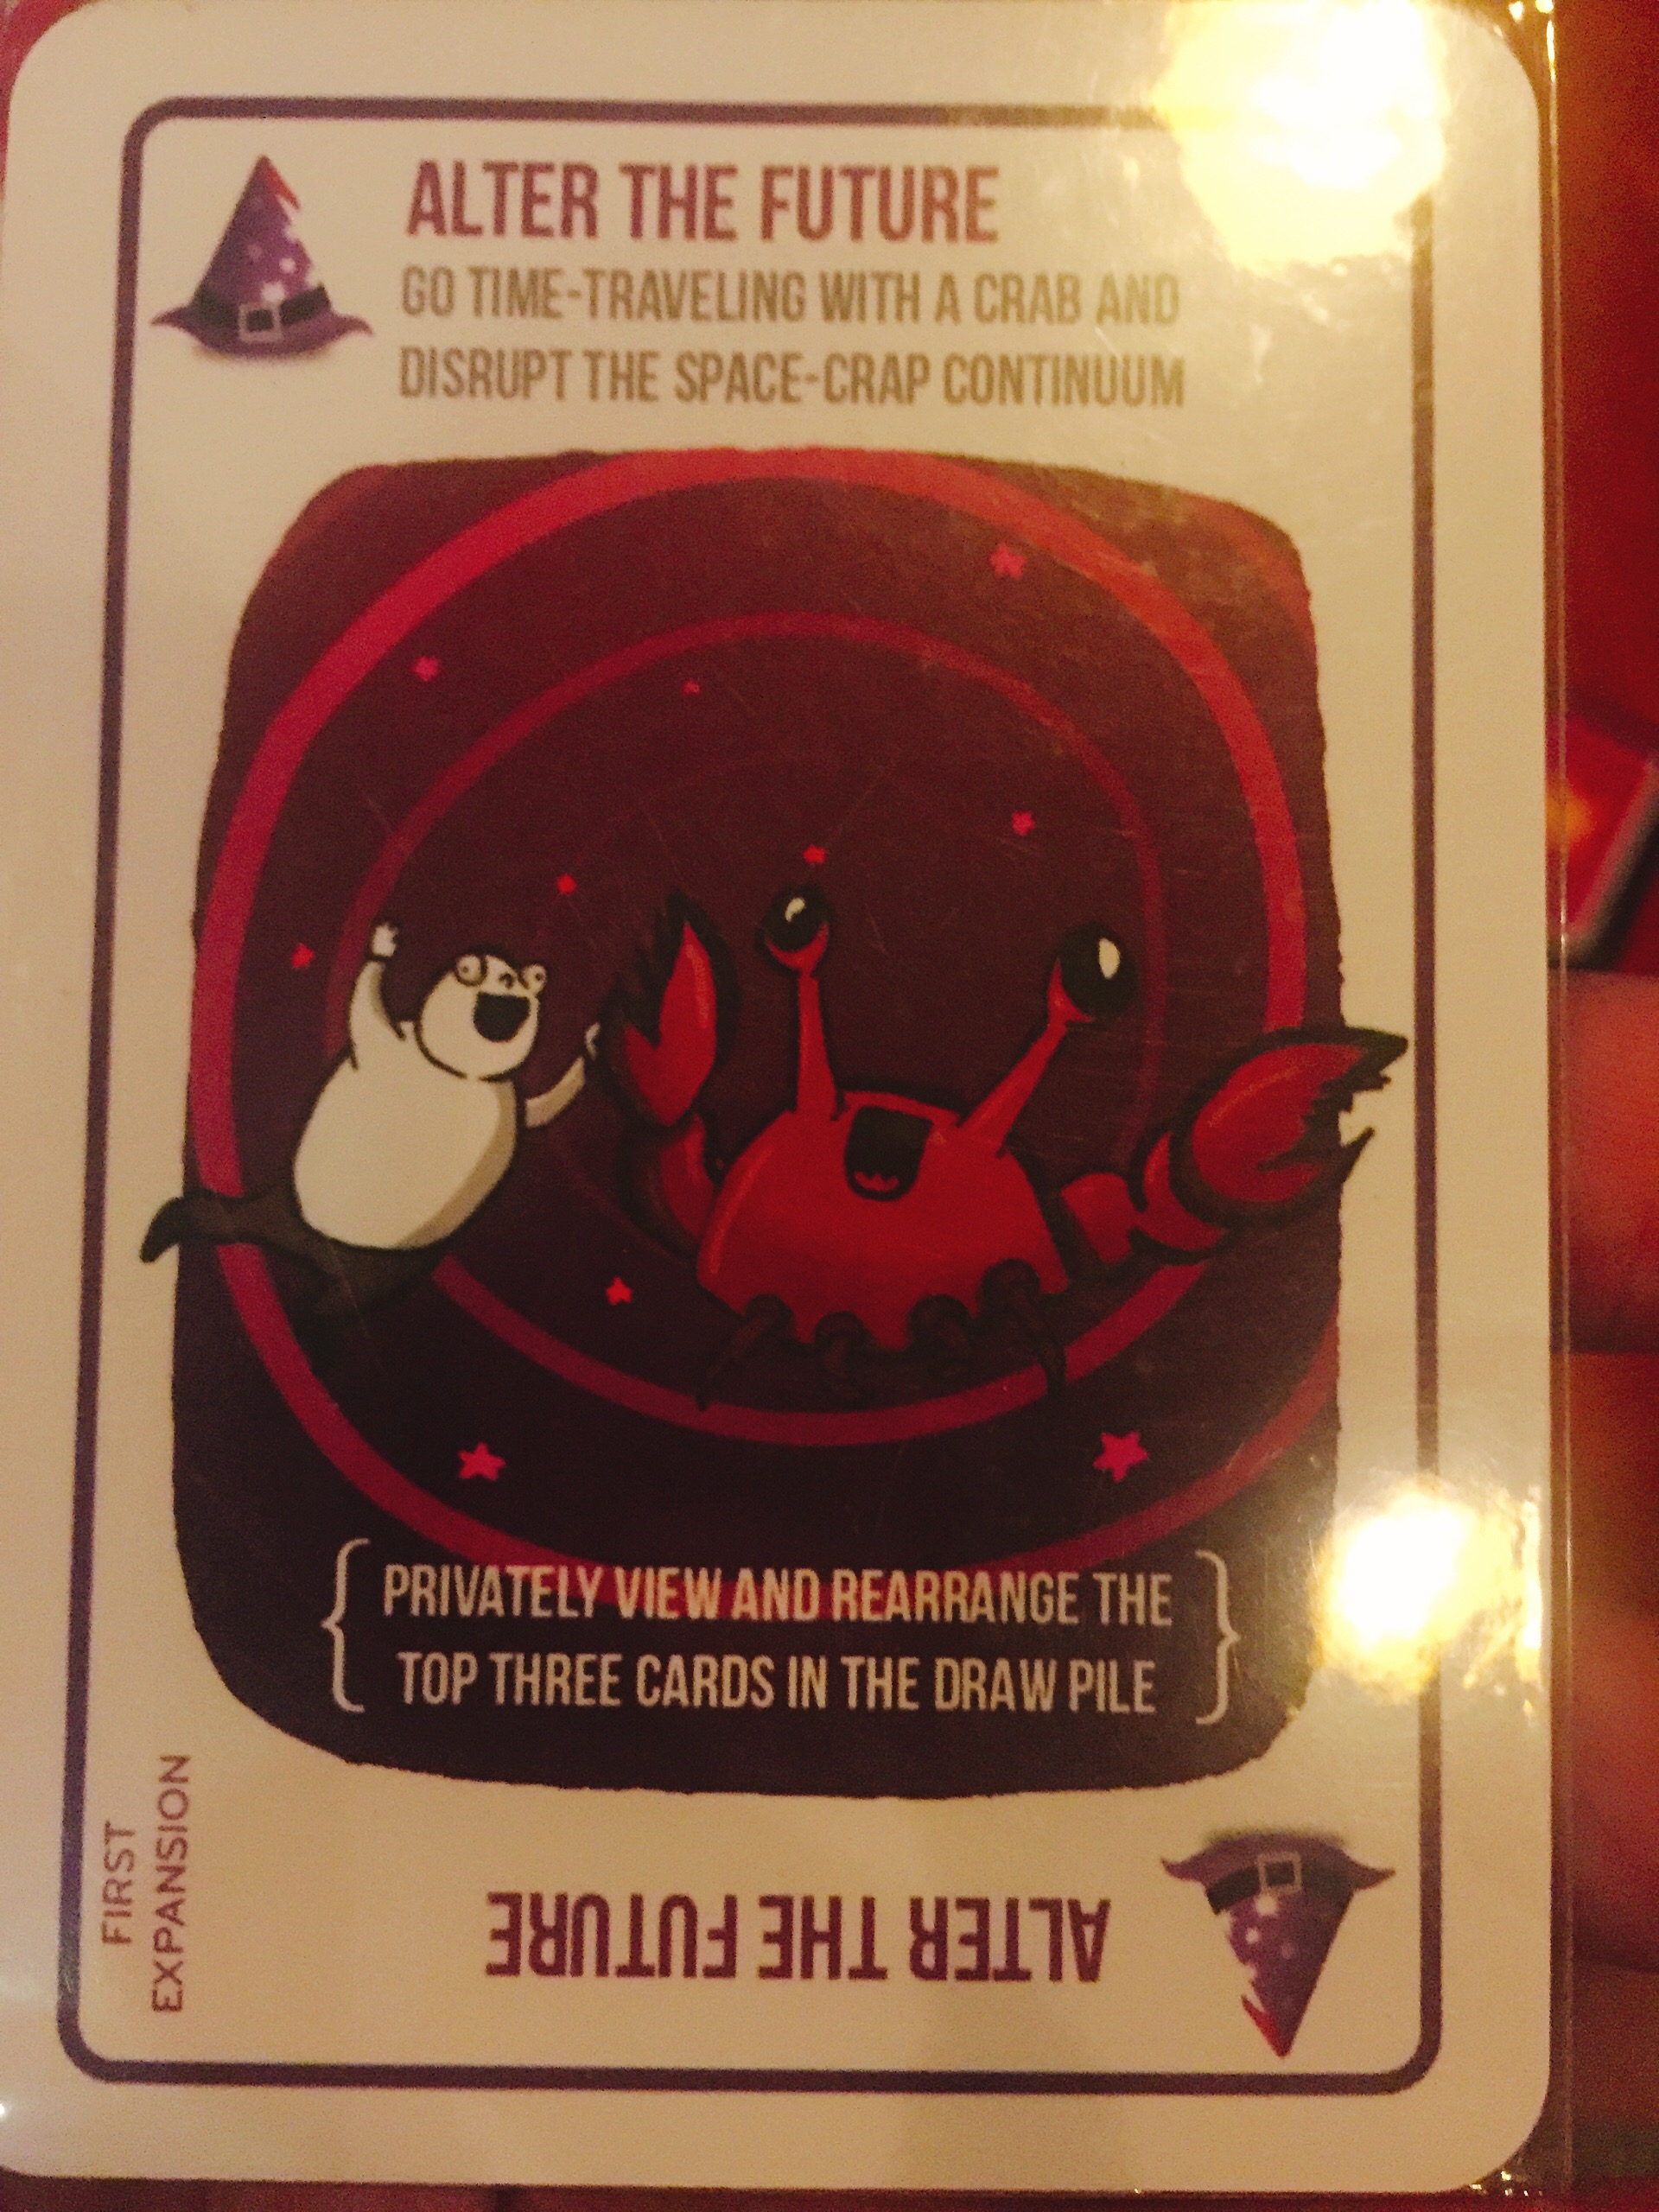 ALTER THE FUTURE
GO TIME-TRAVELING WITH A CRAB AND
DISRUPT THE SPACE-CRAP CONTINUUM
PRIVATELY VIEW AND REARRANGE THE
TOP THREE CARDS IN THE DRAW PILE
FIRST
EXPANSION
ALTER THE FUTURE